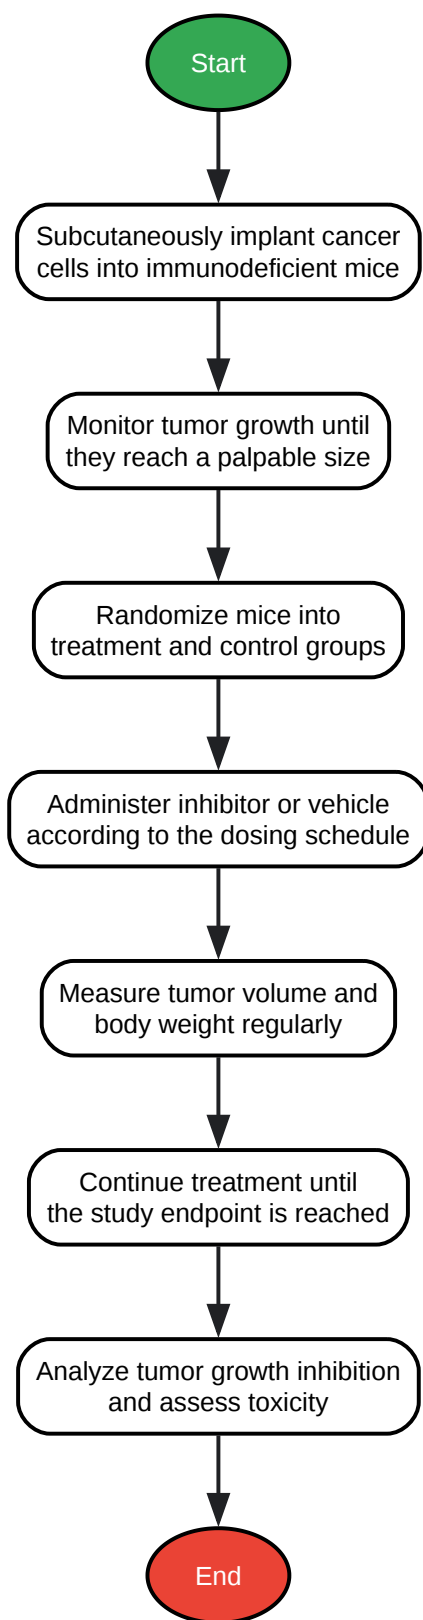 Start
Subcutaneously implant cancer
cells into immunodeficient mice
Monitor tumor growth until
they reach a palpable size
Randomize mice into
treatment and control groups
Administer inhibitor or vehicle
according to the dosing schedule
Measure tumor volume and
body weight regularly
Continue treatment until
the study endpoint is reached
Analyze tumor growth inhibition
and assess toxicity
End